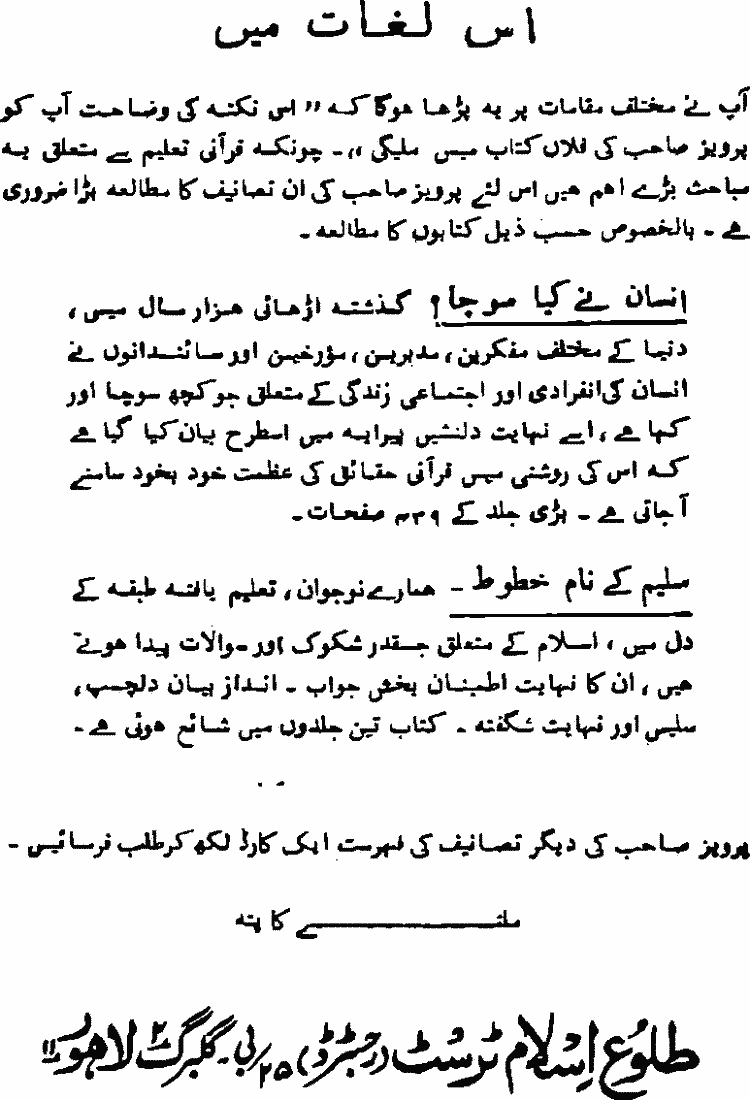 اس لغات میں
آپ نے مختلف مقامات پر یہ پڑھا ہوگا کہ ”اس نکتہ کی وضاحت آپ کو
پرویز صاحب کی فلاں کتاب میں ملیگی“۔ چونکہ قرآنی تعلیم سے متعلق یہ
مباحث بڑے اہم ہیں اس لئے پرویز صاحب کی ان تصانیف کا مطالعہ بڑا ضروری
ہے ۔ بالخصوص حسب ذیل کتابوں کا مطالعہ ۔
انسان نے کیا سوچا؟ گذشتہ اڑھائی ہزار سال میں ،
دنیا کے مختلف مفکرین ، مدبرین ، مؤرخین اور سائنسدانوں نے
انسان کی انفرادی اور اجتماعی زندگی کے متعلق جو کچھ سوچا اور
کہا ہے ، اسے نہایت دلنشیں پیرایہ میں اسطرح بیان کیا گیا ہے
کہ اس کی روشنی میں قرآنی حقائق کی عظمت خود بخود سامنے
آ جاتی ہے ۔ بڑی جلد کے صفحات ۔
سلیم کے نام خطوط ۔ ہمارے نوجوان ، تعلیم یافتہ طبقہ کے
دل میں ، اسلام کے متعلق جسقدر شکوک اور سوالات پیدا ہوتے
ہیں ، ان کا نہایت اطمینان بخش جواب ۔ انداز بیان دلچسپ ،
سلیس اور نہایت شگفتہ ۔ کتاب تین جلدوں میں شائع ہوئی ہے ۔
پرویز صاحب کی دیگر تصانیف کی فہرست ایک کارڈ لکھ کر طلب فرمائیں ۔
ملنے کا پتہ
طلوع اسلام ٹرسٹ (رجسٹرڈ) ۲۵/بی۔ گلبرگ ۲ لاہور ۱۱